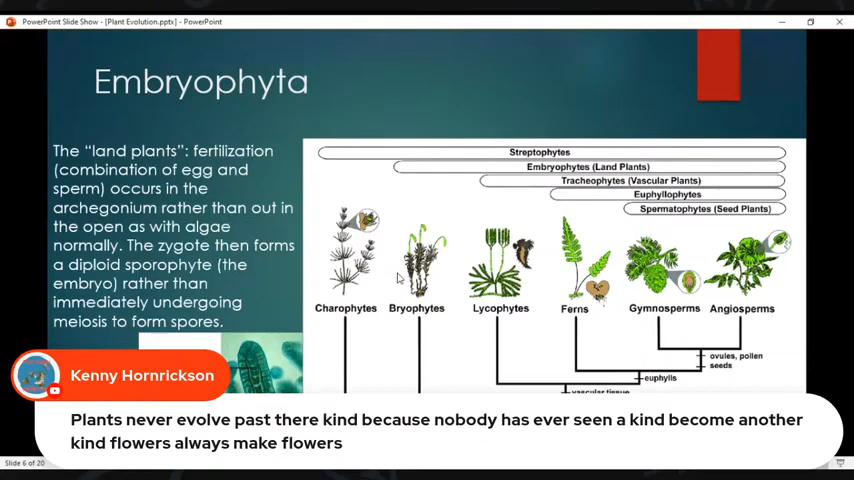 PowerPoint Slide Show - [Plant Evolution.pptx] - PowerPoint
Embryophyta
The “land plants”: fertilization
(combination of egg and
sperm) occurs in the
archegonium rather than out in
the open as with algae
normally. The zygote then forms
a diploid sporophyte (the
embryo) rather than
immediately undergoing
meiosis to form spores.
Streptophytes
Embryophytes (Land Plants)
Tracheophytes (Vascular Plants)
Euphyllophytes
Spermatophytes (Seed Plants)
Charophytes Bryophytes Lycophytes Ferns Gymnosperms Angiosperms
ovules, pollen
seeds
euphylls
vascular tissue
Kenny Hornrickson
Plants never evolve past there kind because nobody has ever seen a kind become another
kind flowers always make flowers
Slide 6 of 20